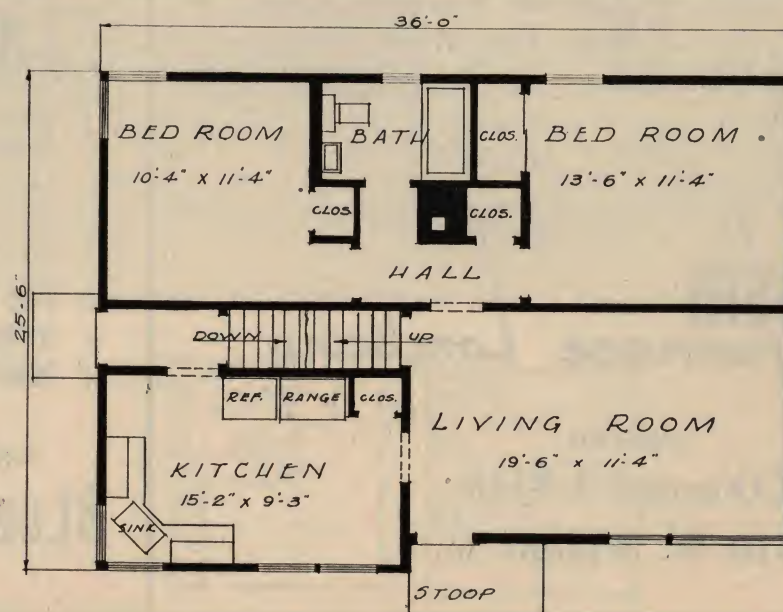 36'-0"
25'-6"
BED ROOM
10'-4" x 11'-4"
BATH
CLOS.
BED ROOM
13'-6" x 11'-4"
CLOS.
CLOS.
HALL
DOWN
UP
REF.
RANGE
CLOS.
LIVING ROOM
19'-6" x 11'-4"
KITCHEN
15'-2" x 9'-3"
SINK
STOOP